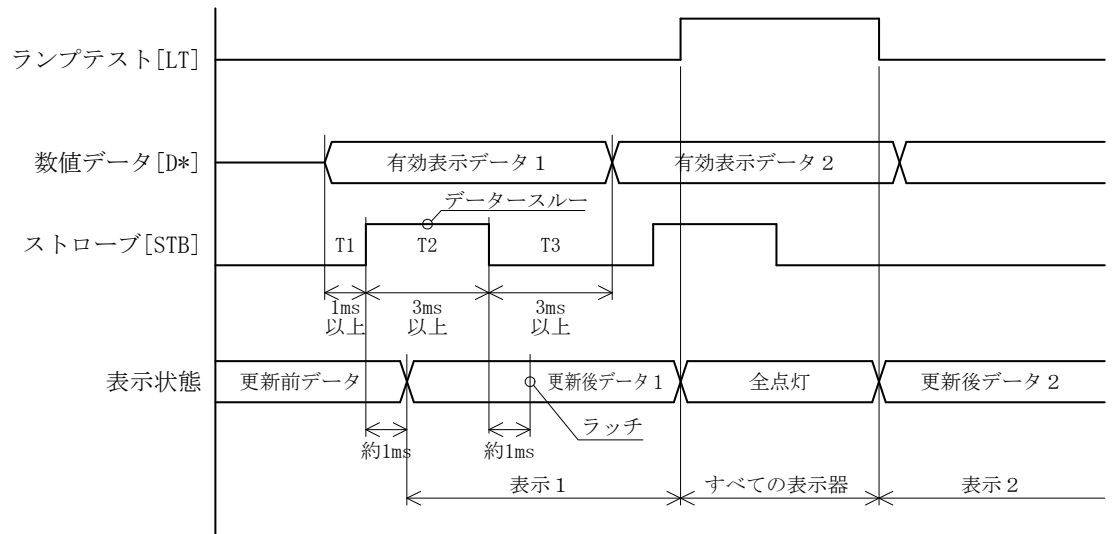 ランプテスト[LT]
数値データ[D*]
有効表示データ１
有効表示データ２
データースルー
ストローブ[STB]
T1
T2
T3
1ms
以上
3ms
以上
3ms
以上
表示状態
更新前データ
更新後データ１
全点灯
更新後データ２
ラッチ
約1ms
約1ms
表示１
すべての表示器
表示２